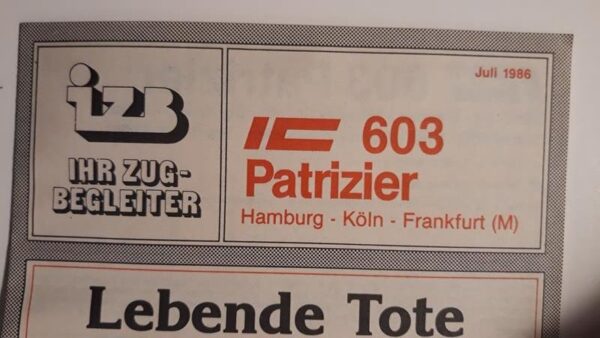 izb
IHR ZUG-
BEGLEITER
Juli 1986
IC 603
Patrizier
Hamburg - Köln - Frankfurt (M)
Lebende Tote